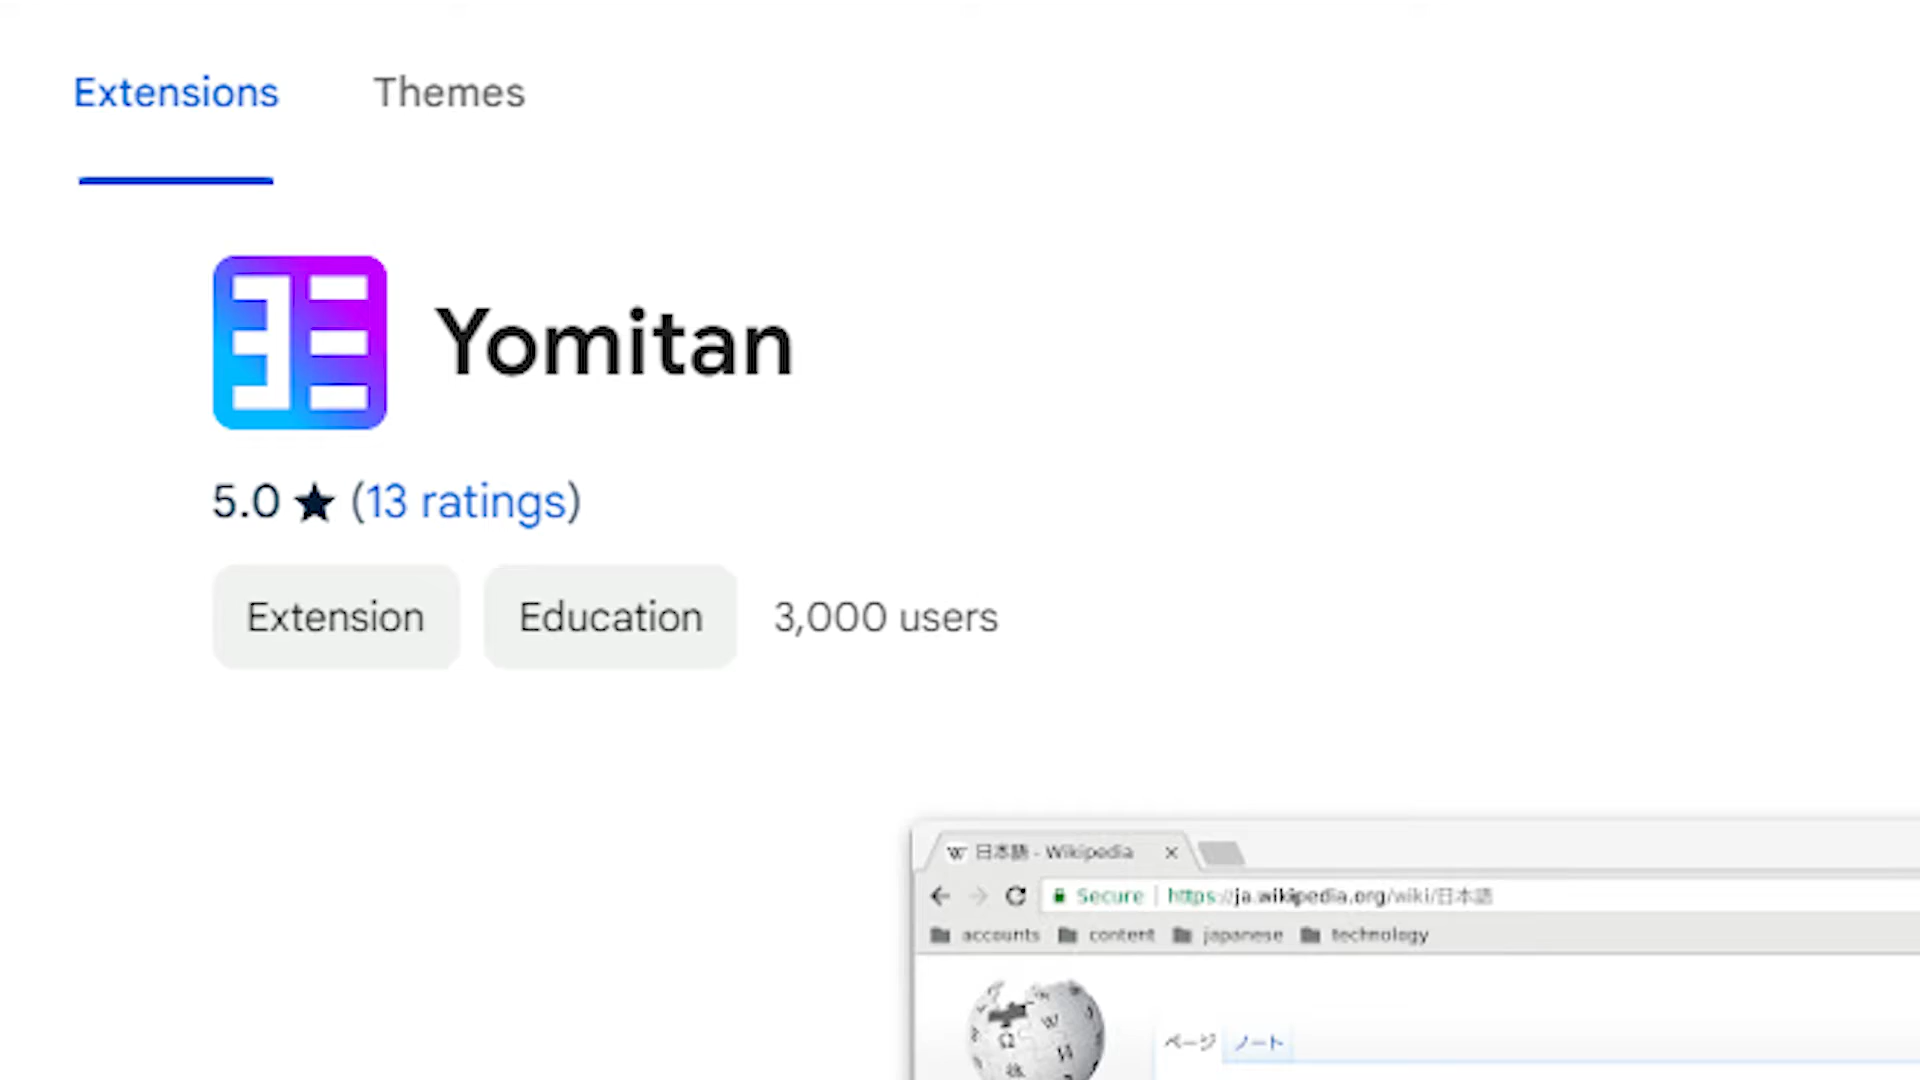 Extensions Themes
Yomitan
5.0 ★ (13 ratings)
Extension Education 3,000 users
W 日本語 - Wikipedia ×
Secure | https://ja.wikipedia.org/wiki/日本語
accounts content japanese technology
Ω W И
ページ ノート